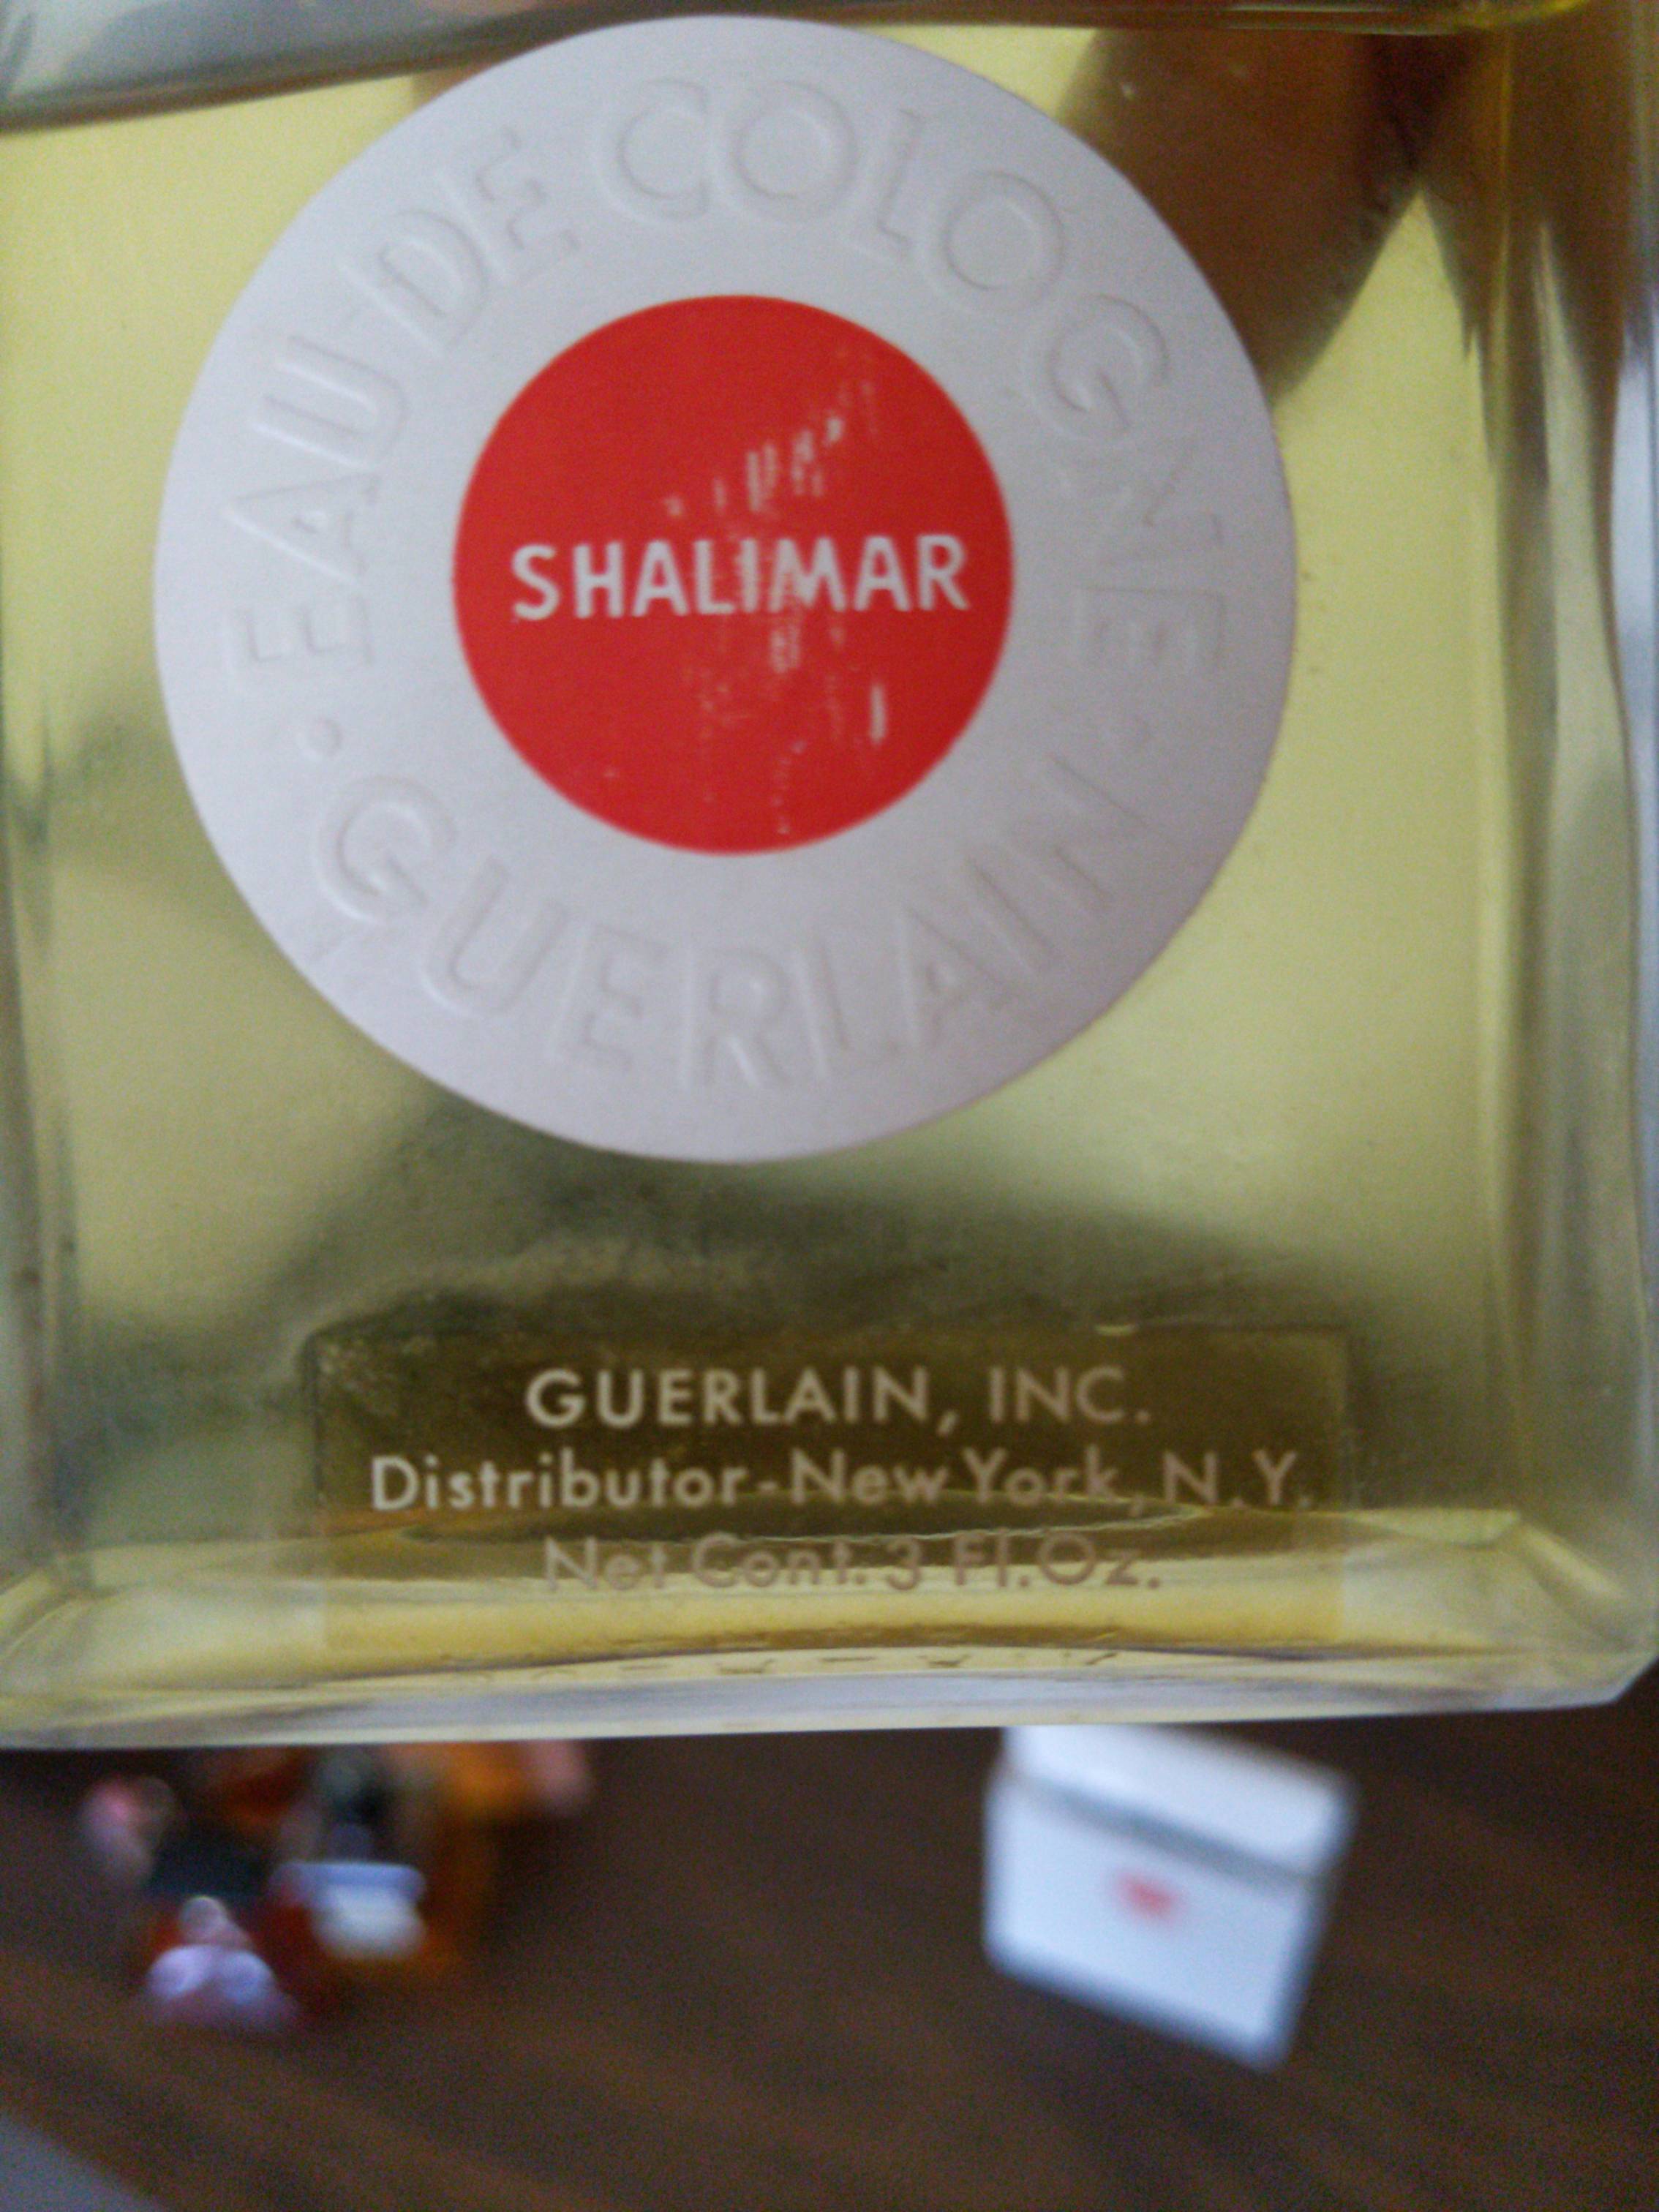 EAU DE COLOGNE
SHALIMAR
• GUERLAIN •
GUERLAIN, INC.
Distributor-New York, N.Y.
Net Cont. 3 Fl.Oz.